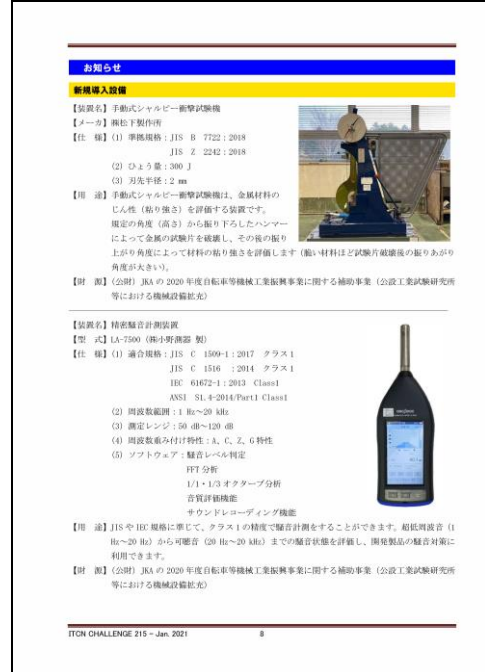 お知らせ
新規導入設備
【装置名】手動式シャルピー衝撃試験機
【メーカ】㈱松下製作所
【仕　様】(1) 準拠規格：JIS B 7722：2018
JIS Z 2242：2018
(2) ひょう量：300 J
(3) 刃先半径：2 mm
【用　途】手動式シャルピー衝撃試験機は、金属材料の
じん性（粘り強さ）を評価する装置です。
規定の角度（高さ）から振り下ろしたハンマー
によって金属の試験片を破壊し、その後の振り
上がり角度によって材料の粘り強さを評価します（脆い材料ほど試験片破壊後の振りあがり
角度が大きい）。
【財　源】（公財）JKA の 2020 年度自転車等機械工業振興事業に関する補助事業（公設工業試験研究所
等における機械設備拡充）
【装置名】精密騒音計測装置
【型　式】LA-7500（㈱小野測器 製）
【仕　様】(1) 適合規格：JIS C 1509-1：2017 クラス1
JIS C 1516 ：2014 クラス1
IEC 61672-1：2013 Class1
ANSI S1.4-2014/Part1 Class1
(2) 周波数範囲：1 Hz～20 kHz
(3) 測定レンジ：50 dB～120 dB
(4) 周波数重み付け特性：A、C、Z、G特性
(5) ソフトウェア：騒音レベル判定
FFT 分析
1/1・1/3 オクターブ分析
音質評価機能
サウンドレコーディング機能
【用　途】JIS や IEC 規格に準じて、クラス1の精度で騒音計測をすることができます。超低周波音（1
Hz～20 Hz）から可聴音（20 Hz～20 kHz）までの騒音状態を評価し、開発製品の騒音対策に
利用できます。
【財　源】（公財）JKA の 2020 年度自転車等機械工業振興事業に関する補助事業（公設工業試験研究所
等における機械設備拡充）
ITCN CHALLENGE 215 – Jan. 2021 8